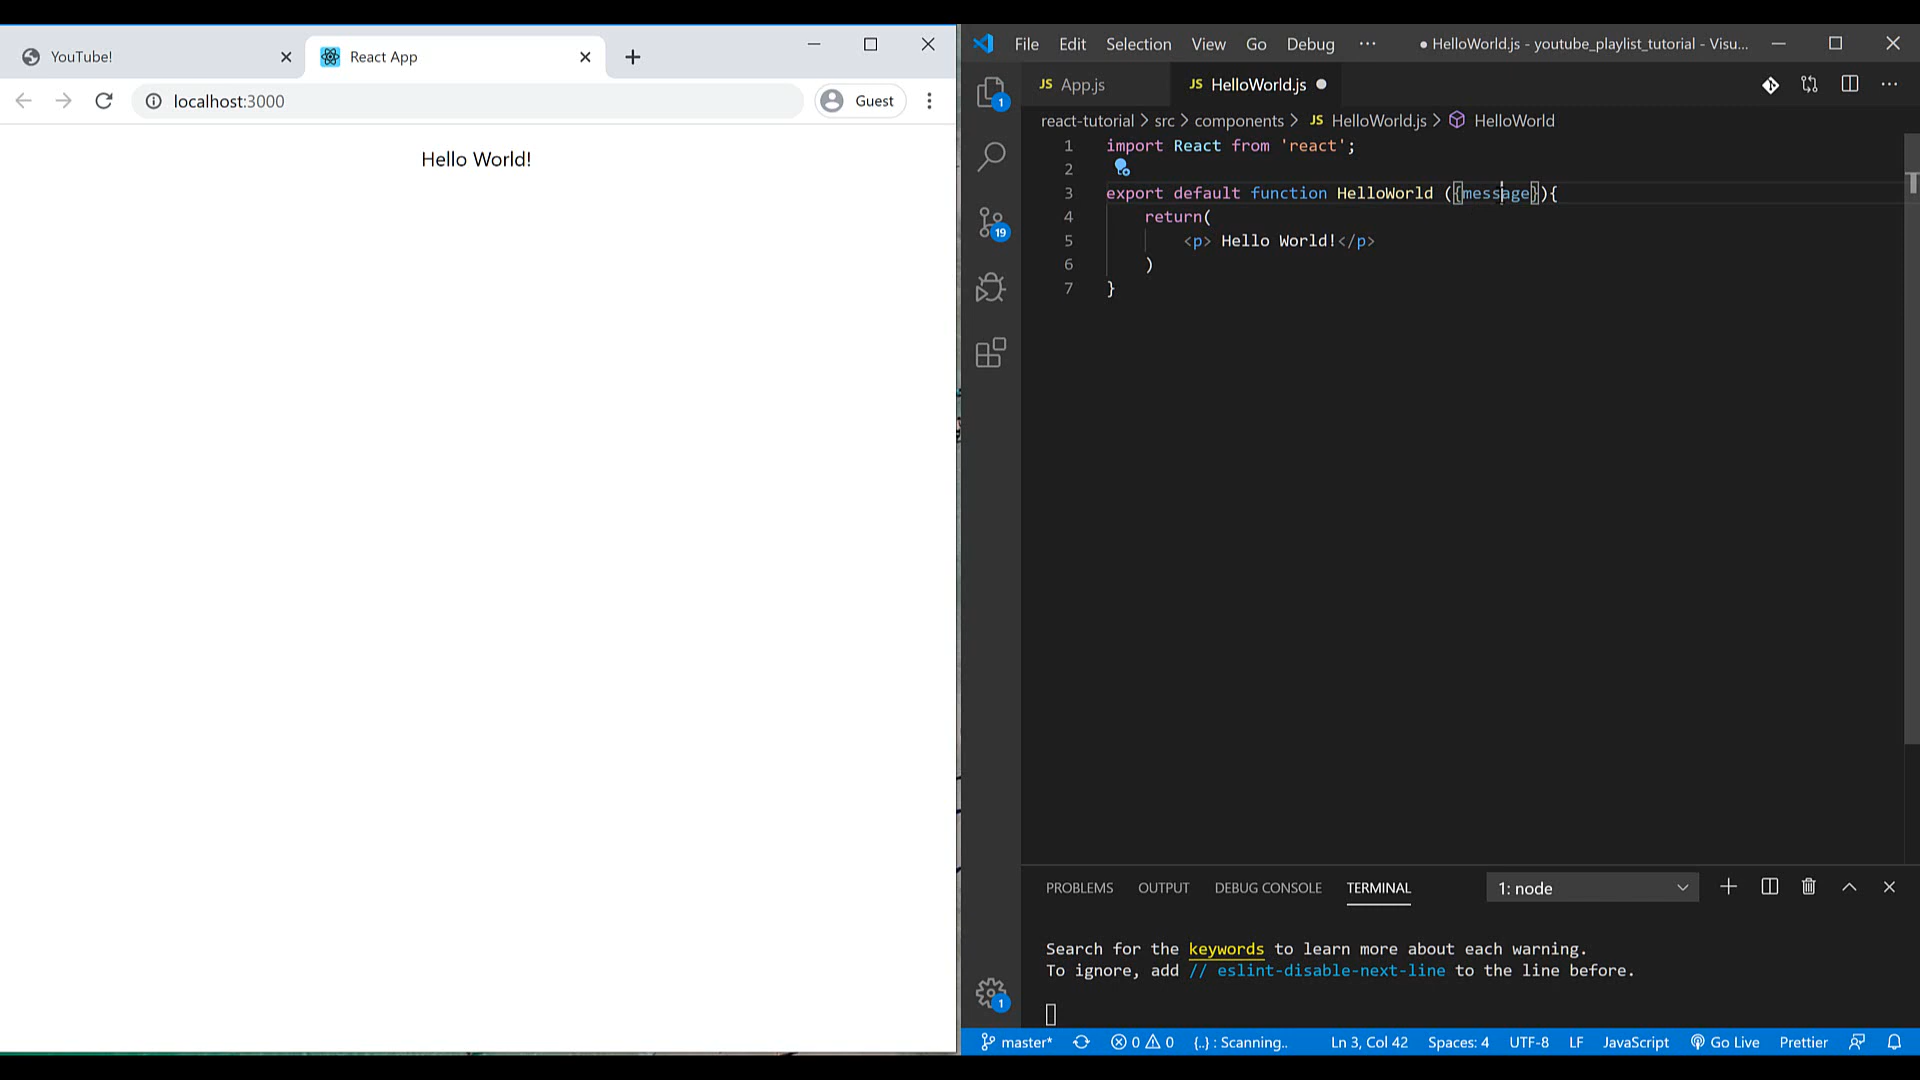 YouTube!
React App
localhost:3000
Guest
Hello World!
File Edit Selection View Go Debug ··· ● HelloWorld.js - youtube_playlist_tutorial - Visu...
JS App.js
JS HelloWorld.js ●
react-tutorial > src > components > JS HelloWorld.js > HelloWorld
1 import React from 'react';
2
3 export default function HelloWorld ({message}){
4 return(
5 <p> Hello World!</p>
6 )
7 }
1
19
1
PROBLEMS OUTPUT DEBUG CONSOLE TERMINAL 1: node
Search for the keywords to learn more about each warning.
To ignore, add // eslint-disable-next-line to the line before.
master* 0 0 {..} : Scanning.. Ln 3, Col 42 Spaces: 4 UTF-8 LF JavaScript Go Live Prettier